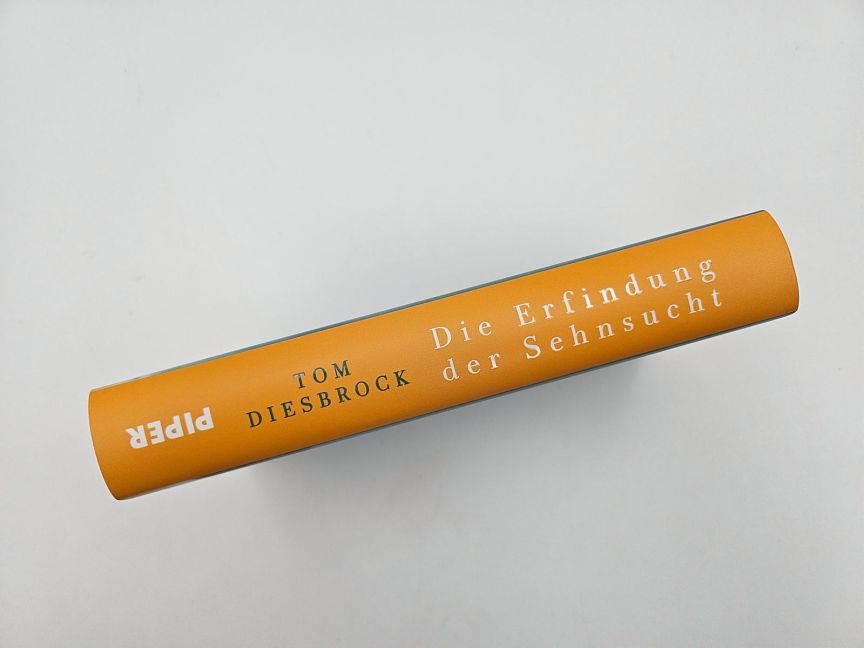 PIPER
TOM
DIESBROCK
Die Erfindung
der Sehnsucht